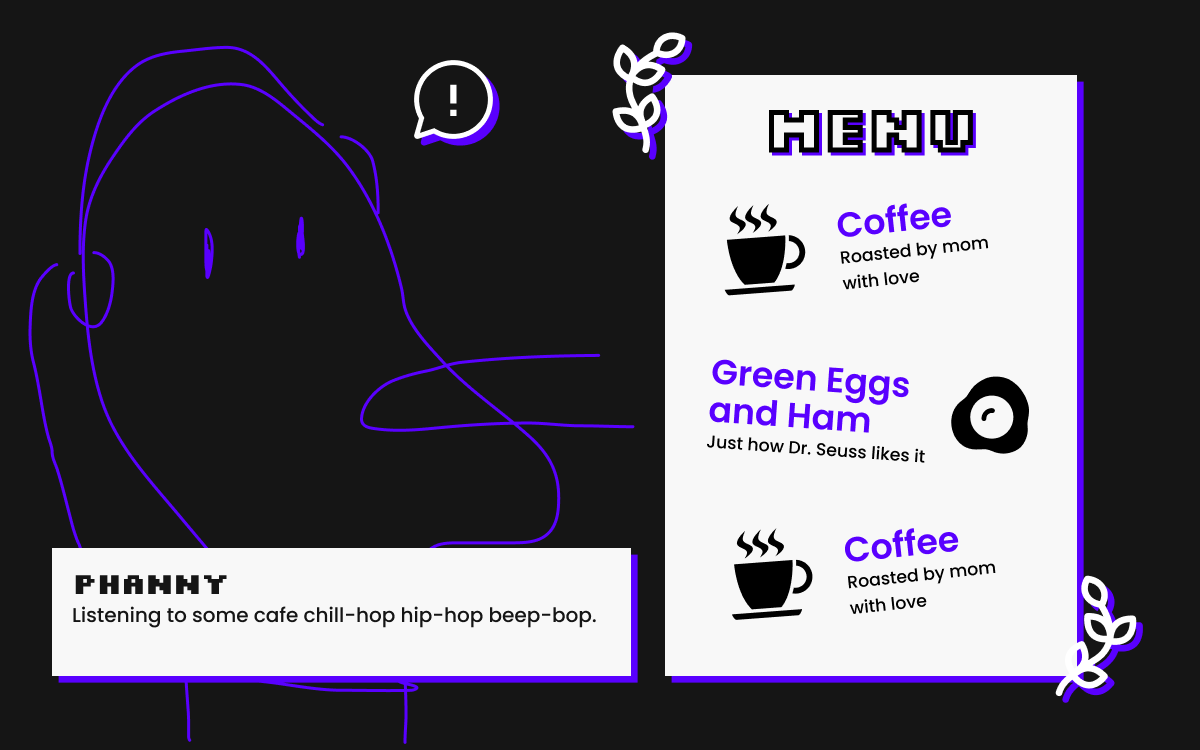 !
MENU
Coffee
Roasted by mom
with love
Green Eggs
and Ham
Just how Dr. Seuss likes it
Coffee
Roasted by mom
with love
PHANNY
Listening to some cafe chill-hop hip-hop beep-bop.